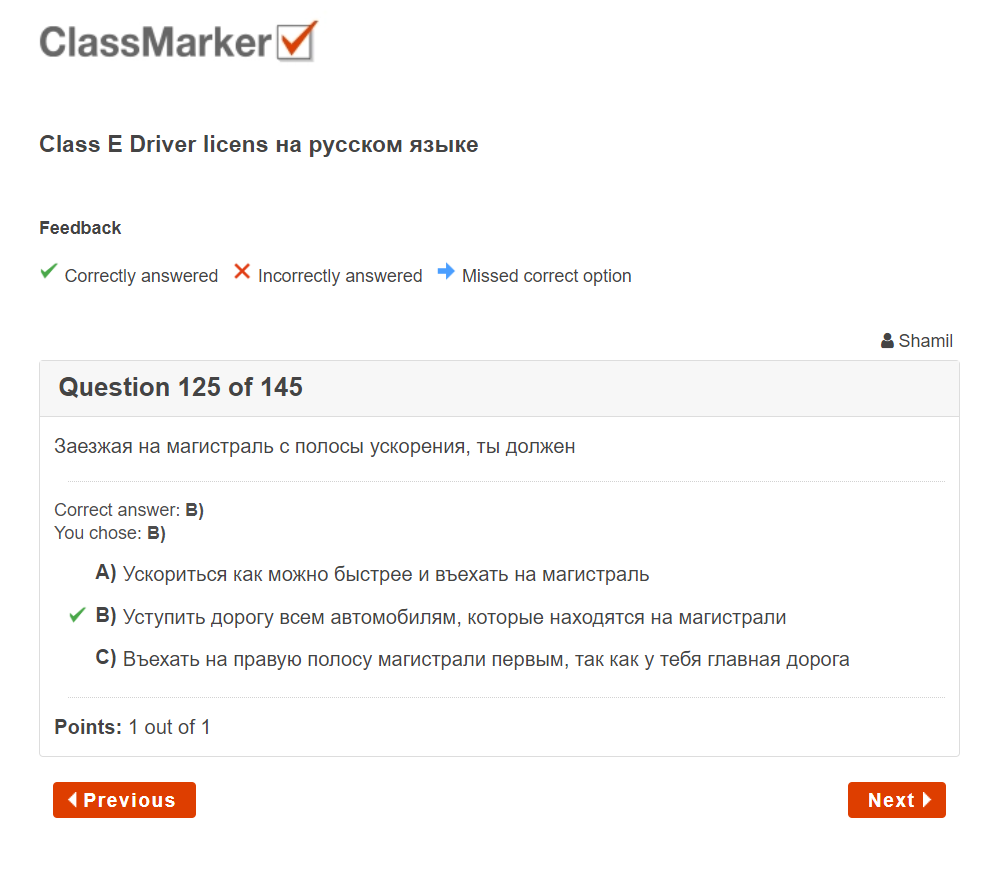 ClassMarker
Class E Driver licens на русском языке
Feedback
Correctly answered Incorrectly answered Missed correct option
Shamil
Question 125 of 145
Заезжая на магистраль с полосы ускорения, ты должен
Correct answer: B)
You chose: B)
A) Ускориться как можно быстрее и въехать на магистраль
B) Уступить дорогу всем автомобилям, которые находятся на магистрали
C) Въехать на правую полосу магистрали первым, так как у тебя главная дорога
Points: 1 out of 1
Previous Next